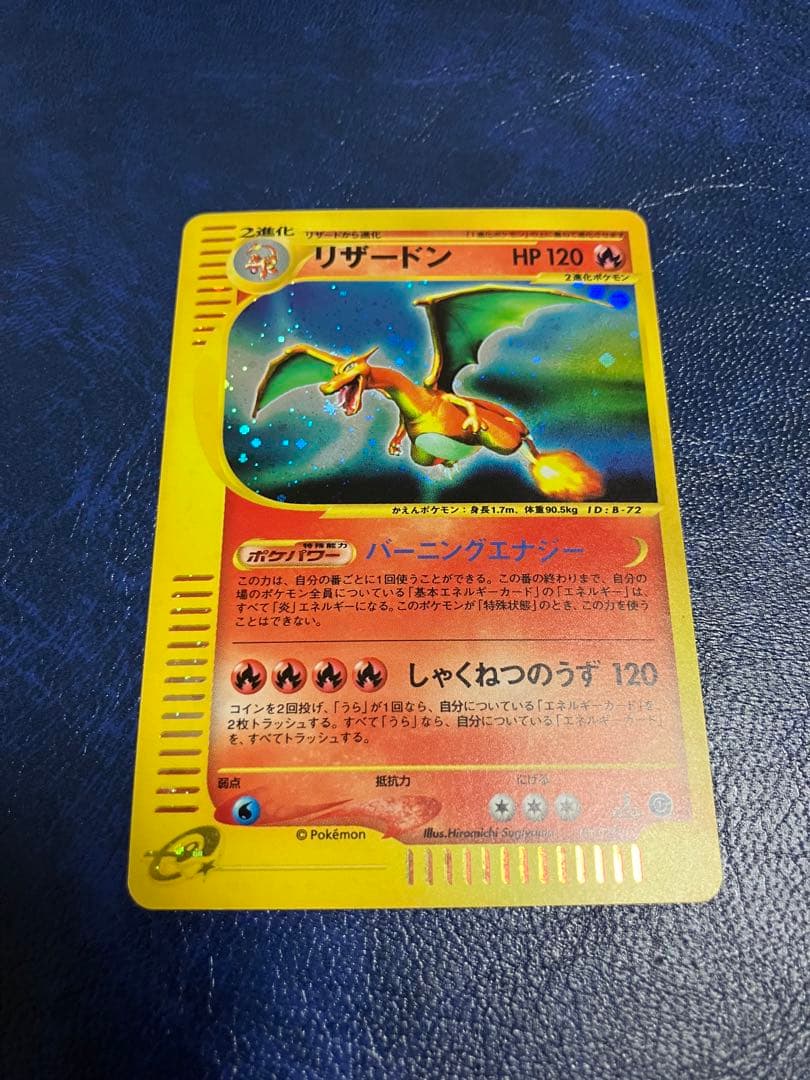 2進化 リザードから進化
リザードン HP 120
2進化ポケモン
かえんポケモン：身長1.7m、体重90.5kg ID：B-72
特殊能力
ポケパワー バーニングエナジー
この力は、自分の番ごとに1回使うことができる。この番の終わりまで、自分の
場のポケモン全員についている「基本エネルギーカード」の「エネルギー」は、
すべて「炎」エネルギーになる。このポケモンが「特殊状態」のとき、この力を使う
ことはできない。
しゃくねつのうず 120
コインを2回投げ、「うら」が1回なら、自分についている「エネルギーカード」を
2枚トラッシュする。すべて「うら」なら、自分についている「エネルギーカード」
を、すべてトラッシュする。
弱点 抵抗力 にげる
© Pokémon Illus.Hiromichi Sugiyama
e